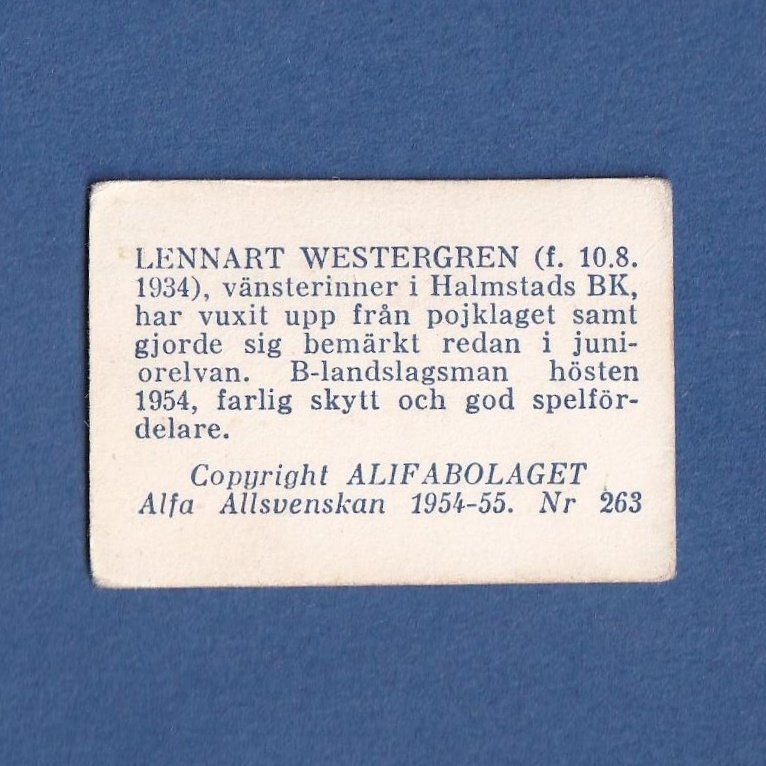 LENNART WESTERGREN (f. 10.8.
1934), vänsterinner i Halmstads BK,
har vuxit upp från pojklaget samt
gjorde sig bemärkt redan i juni-
orelvan. B-landslagsman hösten
1954, farlig skytt och god spelför-
delare.
Copyright ALIFABOLAGET
Alfa Allsvenskan 1954-55. Nr 263